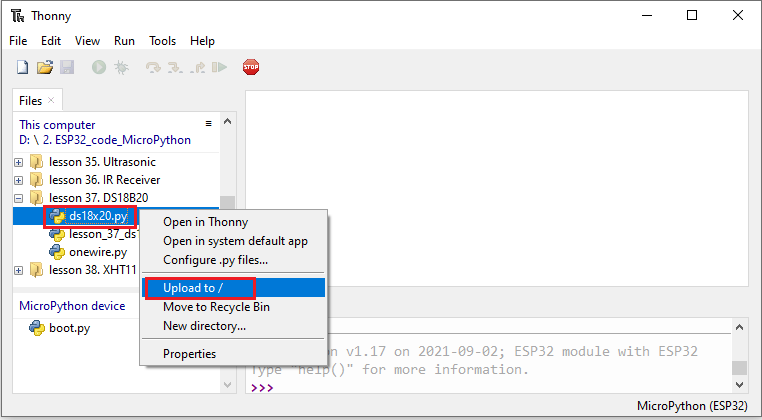 Thonny
File Edit View Run Tools Help
STOP
Files
This computer
D: \ 2. ESP32_code_MicroPython
lesson 35. Ultrasonic
lesson 36. IR Receiver
lesson 37. DS18B20
ds18x20.py
lesson_37_ds
onewire.py
lesson 38. XHT11
Open in Thonny
Open in system default app
Configure .py files...
Upload to /
Move to Recycle Bin
New directory...
Properties
MicroPython device
boot.py
on v1.17 on 2021-09-02; ESP32 module with ESP32
Type "help()" for more information.
>>>
MicroPython (ESP32)